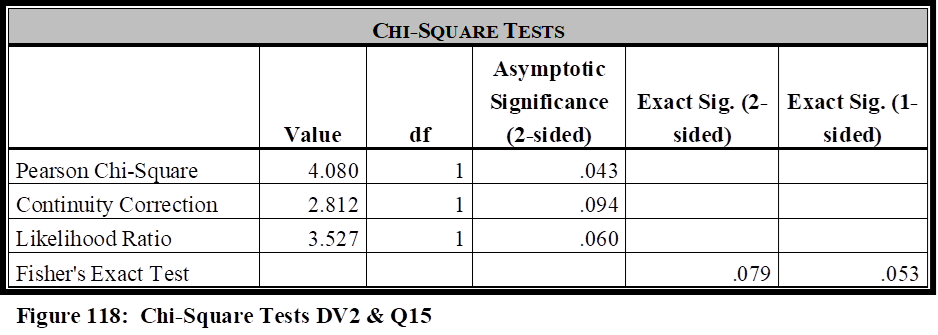 CHI-SQUARE TESTS
Value df Asymptotic Significance (2-sided) Exact Sig. (2-sided) Exact Sig. (1-sided)
Pearson Chi-Square 4.080 1 .043
Continuity Correction 2.812 1 .094
Likelihood Ratio 3.527 1 .060
Fisher's Exact Test .079 .053
Figure 118: Chi-Square Tests DV2 & Q15